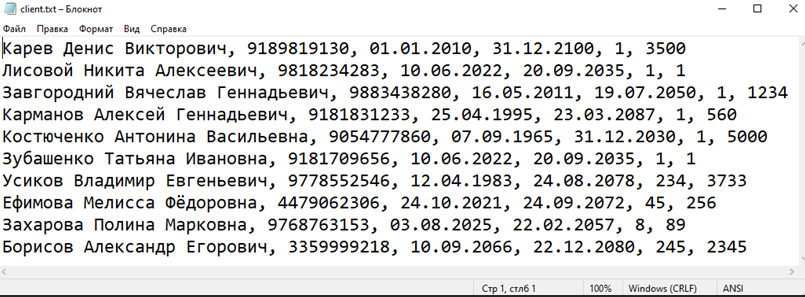 client.txt – Блокнот
Файл Правка Формат Вид Справка
Карев Денис Викторович, 9189819130, 01.01.2010, 31.12.2100, 1, 3500
Лисовой Никита Алексеевич, 9818234283, 10.06.2022, 20.09.2035, 1, 1
Завгородний Вячеслав Геннадьевич, 9883438280, 16.05.2011, 19.07.2050, 1, 1234
Карманов Алексей Геннадьевич, 9181831233, 25.04.1995, 23.03.2087, 1, 560
Костюченко Антонина Васильевна, 9054777860, 07.09.1965, 31.12.2030, 1, 5000
Зубашенко Татьяна Ивановна, 9181709656, 10.06.2022, 20.09.2035, 1, 1
Усиков Владимир Евгеньевич, 9778552546, 12.04.1983, 24.08.2078, 234, 3733
Ефимова Мелисса Фёдоровна, 4479062306, 24.10.2021, 24.09.2072, 45, 256
Захарова Полина Марковна, 9768763153, 03.08.2025, 22.02.2057, 8, 89
Борисов Александр Егорович, 3359999218, 10.09.2066, 22.12.2080, 245, 2345
Стр 1, стлб 1 100% Windows (CRLF) ANSI